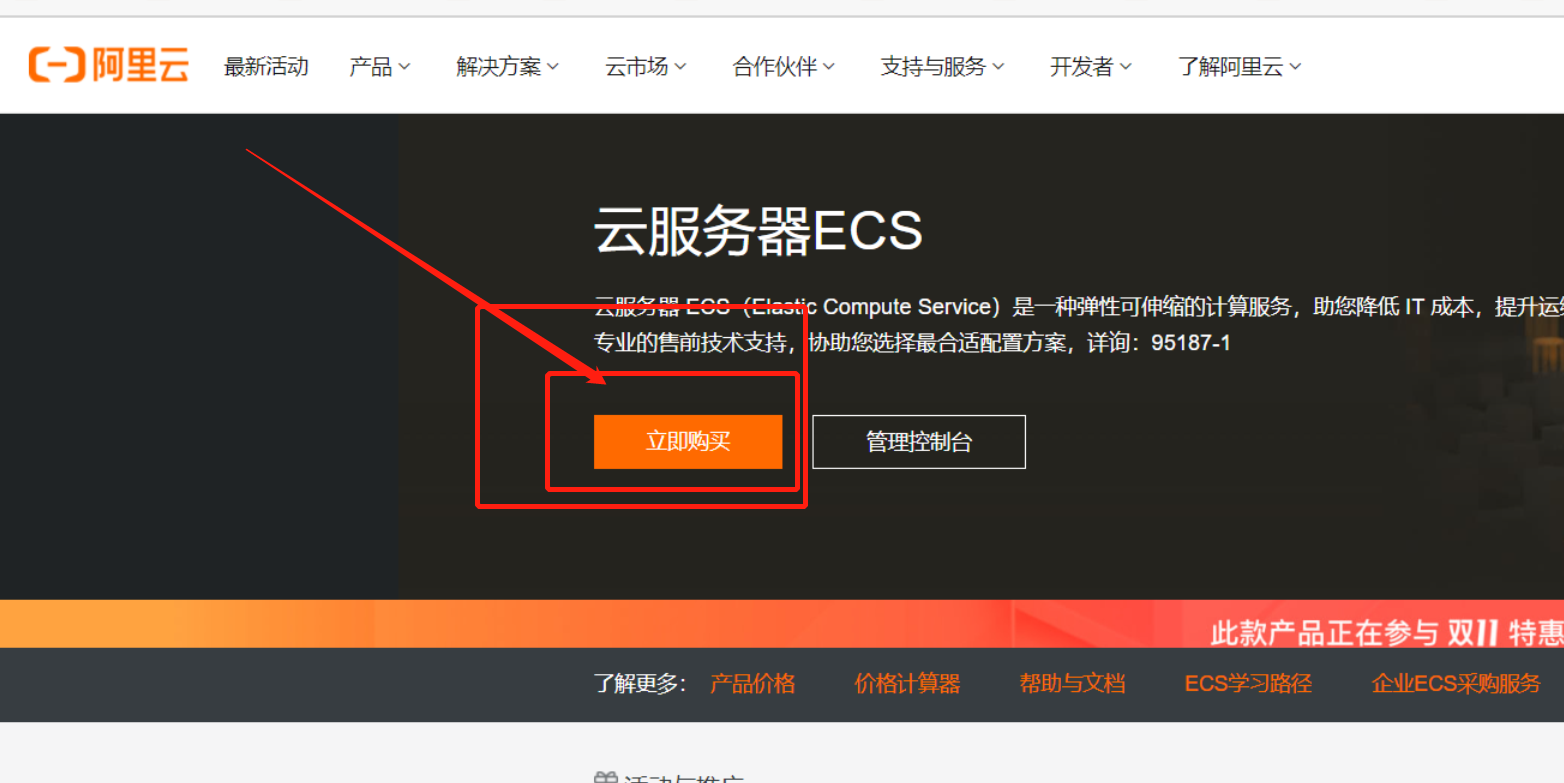 阿里云 最新活动 产品 解决方案 云市场 合作伙伴 支持与服务 开发者 了解阿里云
云服务器ECS
云服务器 ECS（Elastic Compute Service）是一种弹性可伸缩的计算服务，助您降低 IT 成本，提升运维
专业的售前技术支持，协助您选择最合适配置方案，详询：95187-1
立即购买 管理控制台
此款产品正在参与 双11 特惠
了解更多： 产品价格 价格计算器 帮助与文档 ECS学习路径 企业ECS采购服务
活动与推广